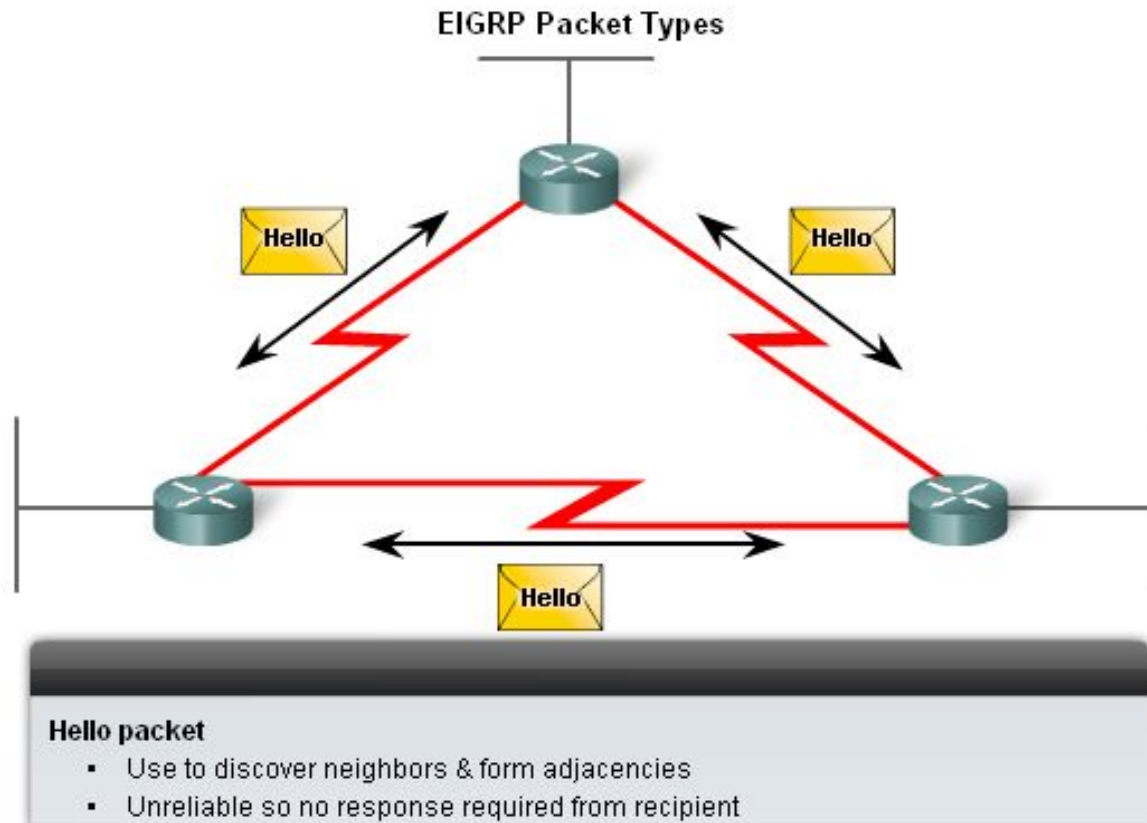 EIGRP Packet Types
Hello
Hello
Hello
Hello packet
▪ Use to discover neighbors & form adjacencies
▪ Unreliable so no response required from recipient